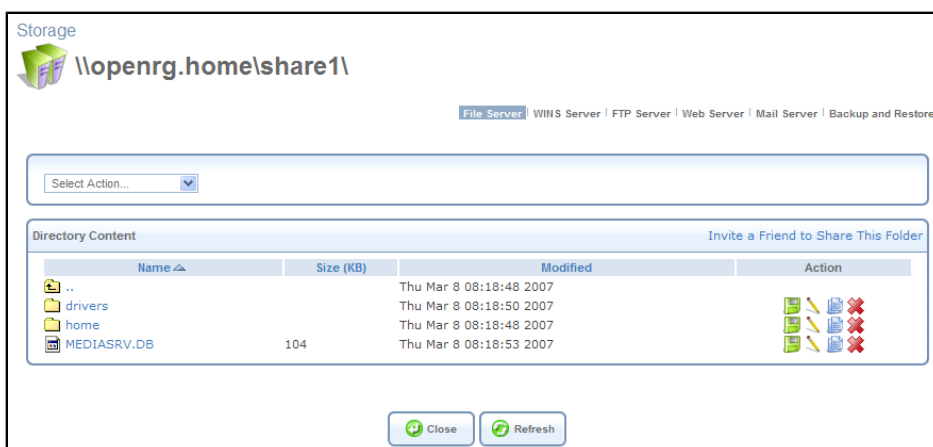 Storage
\\openrg.home\share1\
File Server | WINS Server | FTP Server | Web Server | Mail Server | Backup and Restore
Select Action...
Directory Content Invite a Friend to Share This Folder
Name Size (KB) Modified Action
.. Thu Mar 8 08:18:48 2007
drivers Thu Mar 8 08:18:50 2007
home Thu Mar 8 08:18:48 2007
MEDIASRV.DB 104 Thu Mar 8 08:18:53 2007
Close Refresh